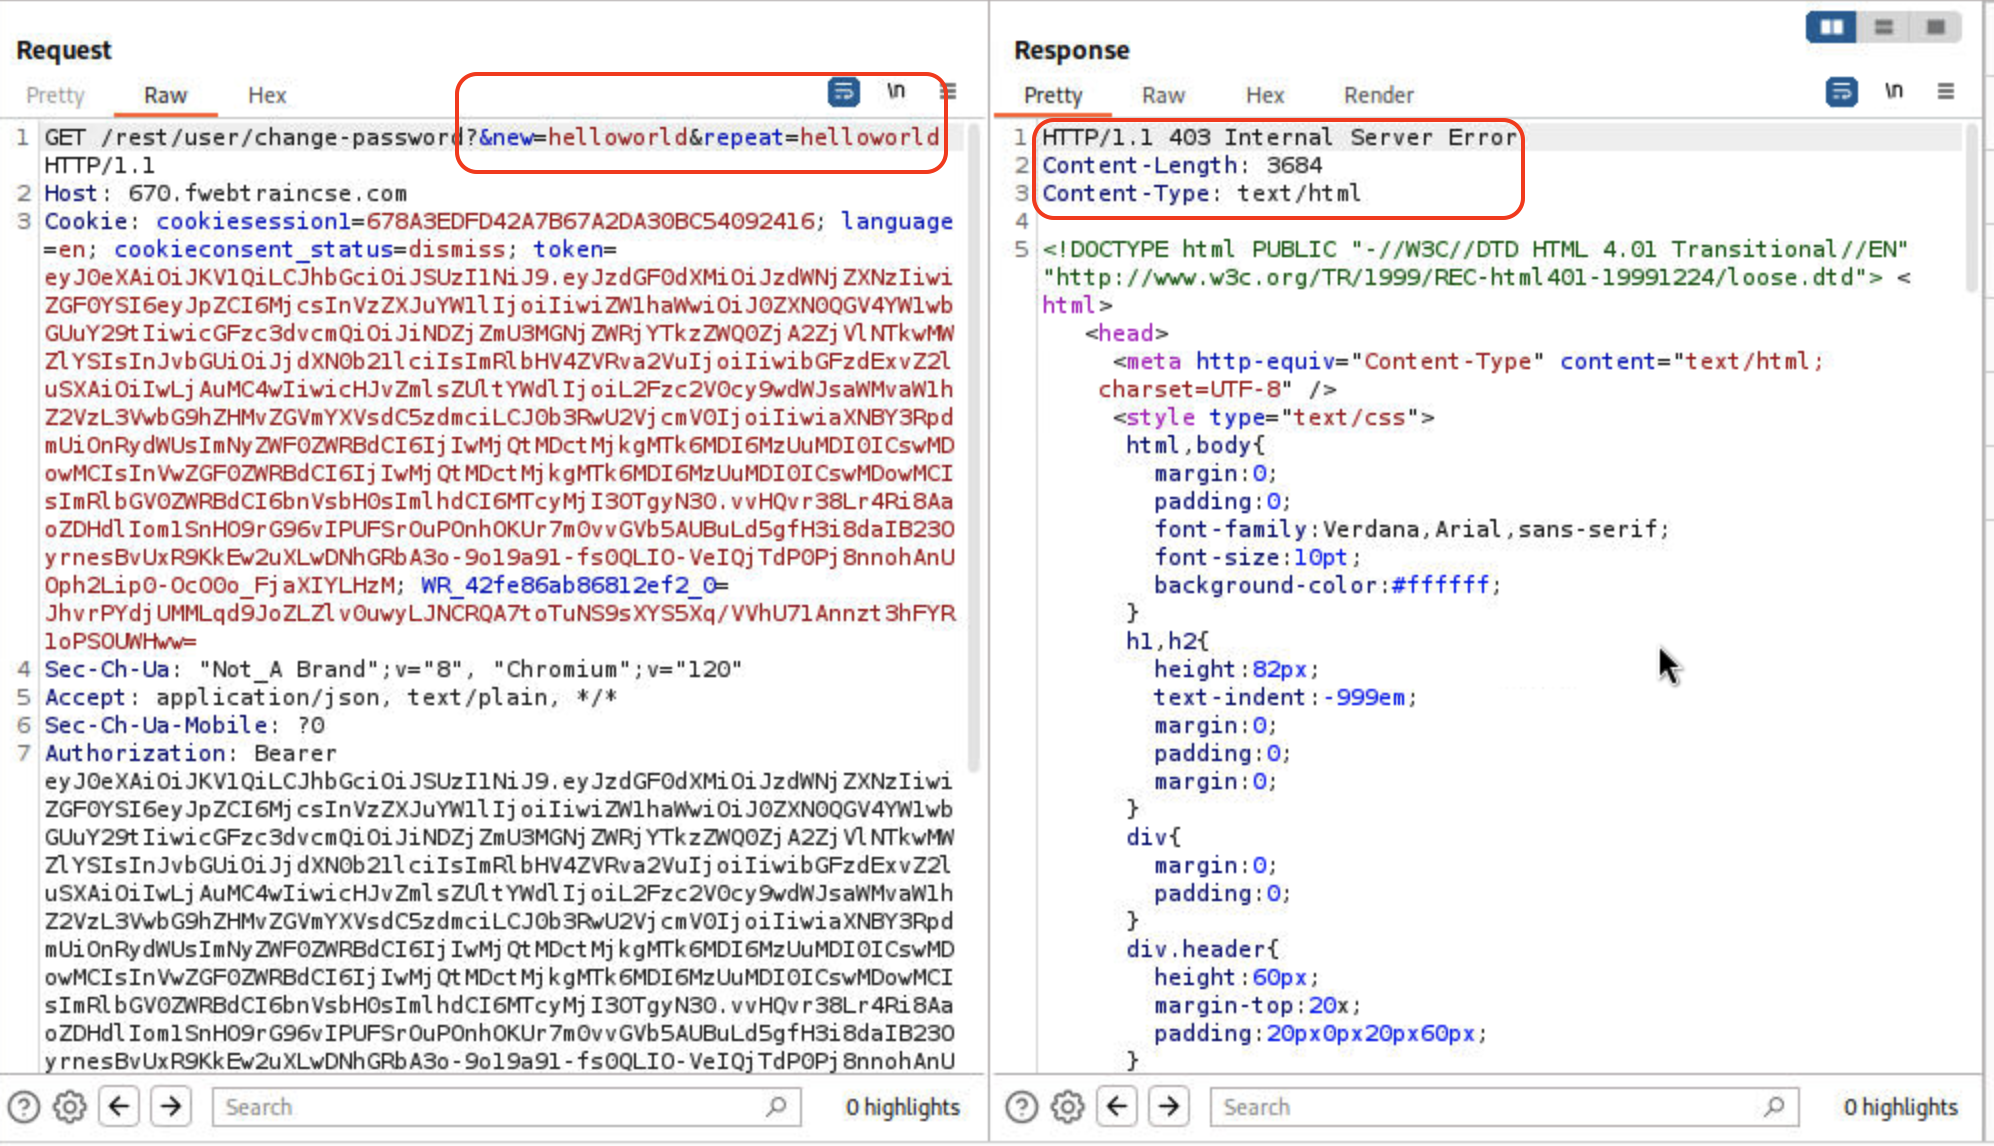 Request
Pretty Raw Hex \n
1 GET /rest/user/change-password?&new=helloworld&repeat=helloworld
HTTP/1.1
2 Host: 670.fwebtraincse.com
3 Cookie: cookiesession1=678A3EDFD42A7B67A2DA30BC54092416; language
=en; cookieconsent_status=dismiss; token=
eyJ0eXAiOiJKV1QiLCJhbGciOiJSUzI1NiJ9.eyJzdGF0dXMiOiJzdWNjZXNzIiwi
ZGF0YSI6eyJpZCI6MjcsInVzZXJuYW1lIjoiIiwiZW1haWwiOiJ0ZXN0QGV4YW1wb
GUuY29tIiwicGFzc3dvcmQiOiJiNDZjZmU3MGNjZWRjYTkzZWQ0ZjA2ZjVlNTkwMW
ZlYSIsInJvbGUiOiJjdXN0b21lciIsImRlbHV4ZVRva2VuIjoiIiwibGFzdExvZ2l
uSXAiOiIwLjAuMC4wIiwicHJvZmlsZUltYWdlIjoiL2Fzc2V0cy9wdWJsaWMvaW1h
Z2VzL3VwbG9hZHMvZGVmYXVsdC5zdmciLCJ0b3RwU2VjcmV0IjoiIiwiaXNBY3Rpd
mUiOnRydWUsImNyZWF0ZWRBdCI6IjIwMjQtMDctMjkgMTk6MDI6MzUuMDI0ICswMD
owMCIsInVwZGF0ZWRBdCI6IjIwMjQtMDctMjkgMTk6MDI6MzUuMDI0ICswMDowMCI
sImRlbGV0ZWRBdCI6bnVsbH0sImlhdCI6MTcyMjI3OTgyN30.vvHQvr38Lr4Ri8Aa
oZDHdlIom1SnHO9rG96vIPUFSrOuPOnhOKUr7m0vvGVb5AUBuLd5gfH3i8daIB23O
yrnesBvUxR9KkEw2uXLwDNhGRbA3o-9o19a91-fs0QLIO-VeIQjTdP0Pj8nnohAnU
Oph2Lip0-OcO0o_FjaXIYLHzM; WR_42fe86ab86812ef2_0=
JhvrPYdjUMMLqd9JoZLZlv0uwyLJNCRQA7toTuNS9sXYS5Xq/VVhU71Annzt3hFYR
1oPSOUWHww=
4 Sec-Ch-Ua: "Not_A Brand";v="8", "Chromium";v="120"
5 Accept: application/json, text/plain, */*
6 Sec-Ch-Ua-Mobile: ?0
7 Authorization: Bearer
eyJ0eXAiOiJKV1QiLCJhbGciOiJSUzI1NiJ9.eyJzdGF0dXMiOiJzdWNjZXNzIiwi
ZGF0YSI6eyJpZCI6MjcsInVzZXJuYW1lIjoiIiwiZW1haWwiOiJ0ZXN0QGV4YW1wb
GUuY29tIiwicGFzc3dvcmQiOiJiNDZjZmU3MGNjZWRjYTkzZWQ0ZjA2ZjVlNTkwMW
ZlYSIsInJvbGUiOiJjdXN0b21lciIsImRlbHV4ZVRva2VuIjoiIiwibGFzdExvZ2l
uSXAiOiIwLjAuMC4wIiwicHJvZmlsZUltYWdlIjoiL2Fzc2V0cy9wdWJsaWMvaW1h
Z2VzL3VwbG9hZHMvZGVmYXVsdC5zdmciLCJ0b3RwU2VjcmV0IjoiIiwiaXNBY3Rpd
mUiOnRydWUsImNyZWF0ZWRBdCI6IjIwMjQtMDctMjkgMTk6MDI6MzUuMDI0ICswMD
owMCIsInVwZGF0ZWRBdCI6IjIwMjQtMDctMjkgMTk6MDI6MzUuMDI0ICswMDowMCI
sImRlbGV0ZWRBdCI6bnVsbH0sImlhdCI6MTcyMjI3OTgyN30.vvHQvr38Lr4Ri8Aa
oZDHdlIom1SnHO9rG96vIPUFSrOuPOnhOKUr7m0vvGVb5AUBuLd5gfH3i8daIB23O
yrnesBvUxR9KkEw2uXLwDNhGRbA3o-9o19a91-fs0QLIO-VeIQjTdP0Pj8nnohAnU
Search 0 highlights
Response
Pretty Raw Hex Render \n
1 HTTP/1.1 403 Internal Server Error
2 Content-Length: 3684
3 Content-Type: text/html
4
5 <!DOCTYPE html PUBLIC "-//W3C//DTD HTML 4.01 Transitional//EN"
"http://www.w3c.org/TR/1999/REC-html401-19991224/loose.dtd"> <
html>
<head>
<meta http-equiv="Content-Type" content="text/html;
charset=UTF-8" />
<style type="text/css">
html,body{
margin:0;
padding:0;
font-family:Verdana,Arial,sans-serif;
font-size:10pt;
background-color:#ffffff;
}
h1,h2{
height:82px;
text-indent:-999em;
margin:0;
padding:0;
margin:0;
}
div{
margin:0;
padding:0;
}
div.header{
height:60px;
margin-top:20x;
padding:20px0px20px60px;
}
Search 0 highlights